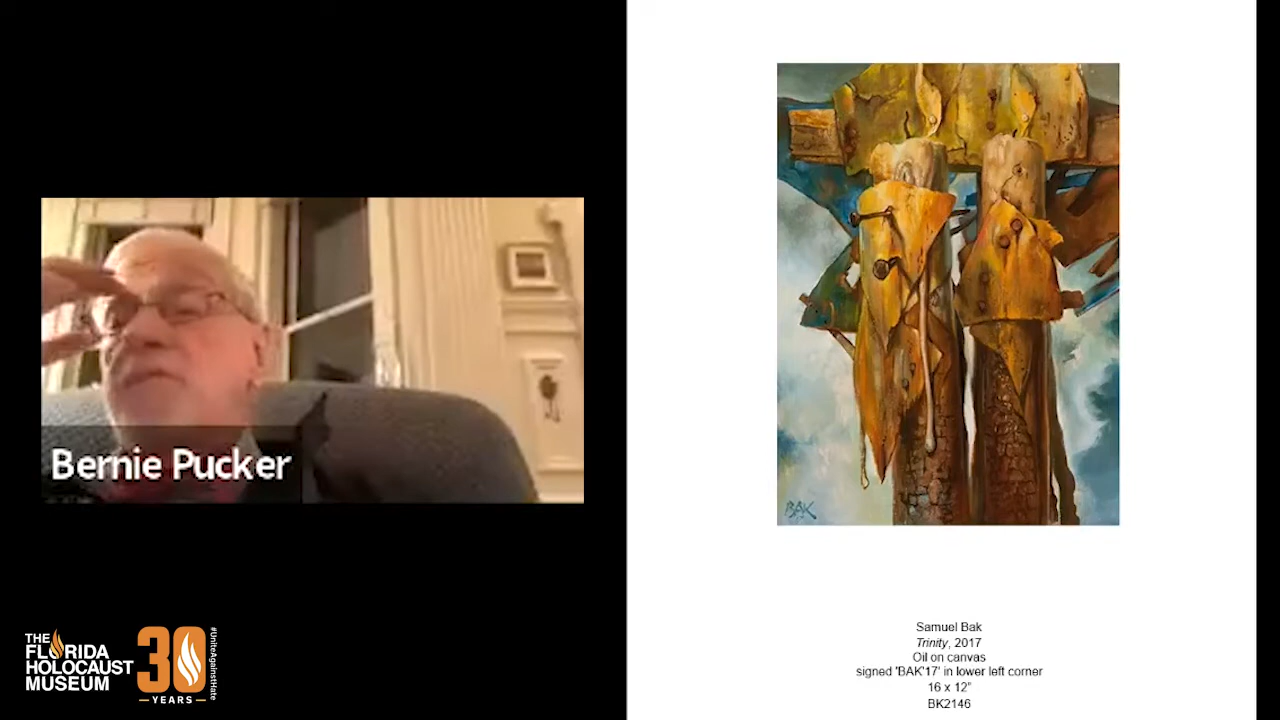 Bernie Pucker
THE
FLORIDA
HOLOCAUST
MUSEUM
30
YEARS
#UniteAgainstHate
BAK
Samuel Bak
Trinity, 2017
Oil on canvas
signed 'BAK'17' in lower left corner
16 x 12"
BK2146